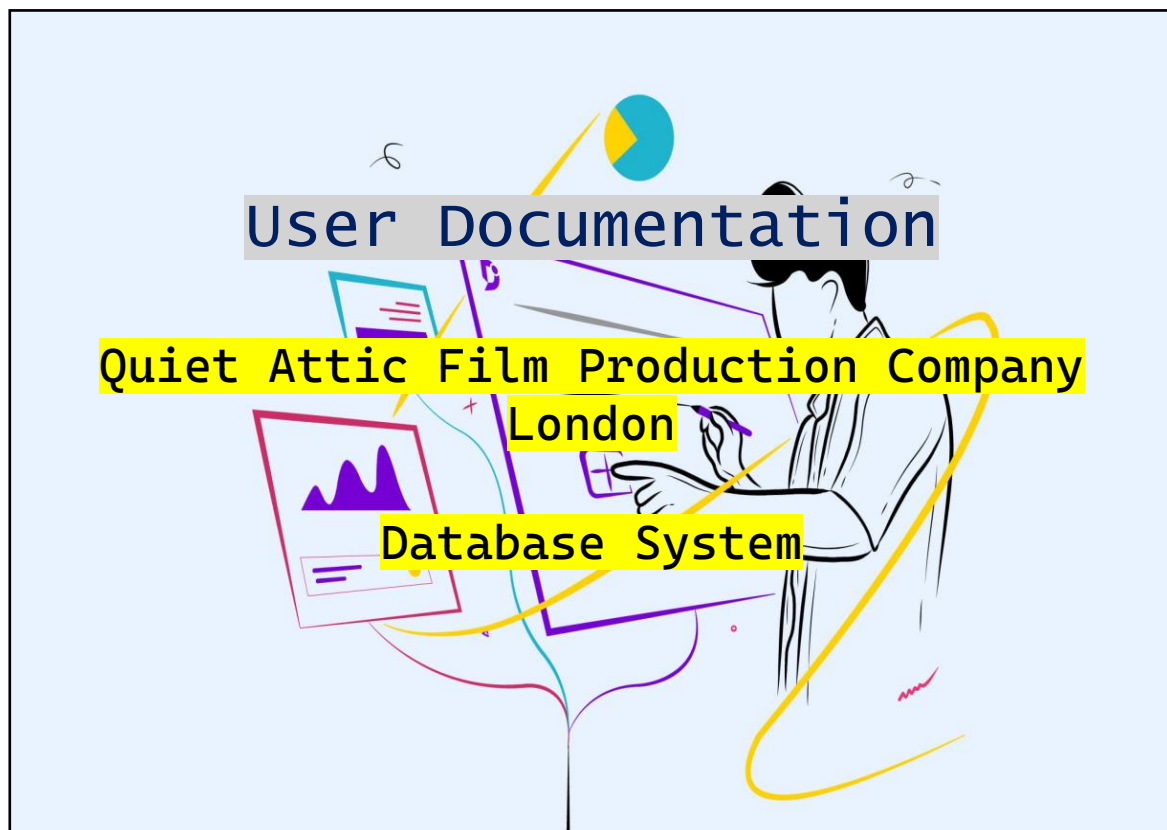 User Documentation
Quiet Attic Film Production Company
London
Database System